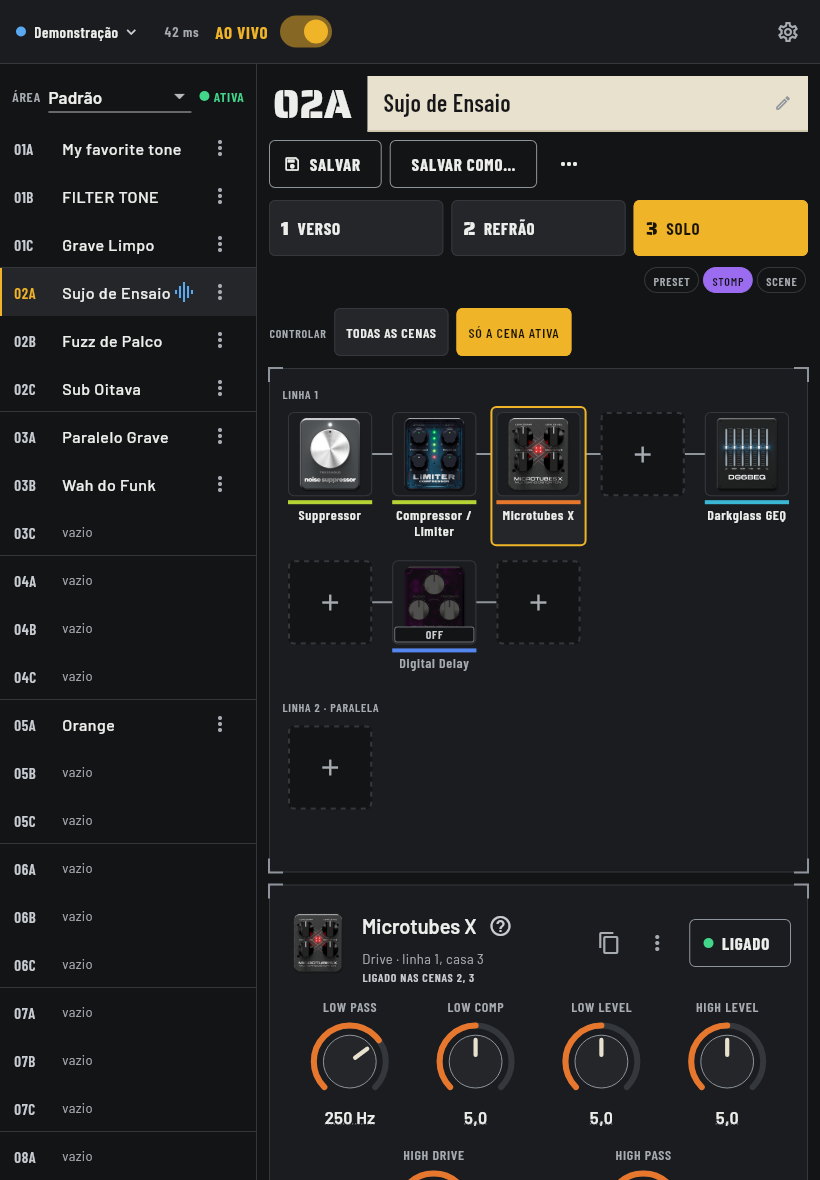 Demonstração
42 ms
AO VIVO
ÁREA Padrão ATIVA
01A My favorite tone
01B FILTER TONE
01C Grave Limpo
02A Sujo de Ensaio
02B Fuzz de Palco
02C Sub Oitava
03A Paralelo Grave
03B Wah do Funk
03C vazio
04A vazio
04B vazio
04C vazio
05A Orange
05B vazio
05C vazio
06A vazio
06B vazio
06C vazio
07A vazio
07B vazio
07C vazio
08A vazio
02A Sujo de Ensaio
SALVAR SALVAR COMO...
1 VERSO 2 REFRÃO 3 SOLO
PRESET STOMP SCENE
CONTROLAR TODAS AS CENAS SÓ A CENA ATIVA
LINHA 1
noise suppressor
LIMITER
COMPRESSOR
MICROTUBES X
DG6BEQ
Suppressor
Compressor /
Limiter
Microtubes X
Darkglass GEQ
OFF
Digital Delay
LINHA 2 · PARALELA
Microtubes X
Drive · linha 1, casa 3
LIGADO NAS CENAS 2, 3
LIGADO
LOW PASS LOW COMP LOW LEVEL HIGH LEVEL
250 Hz 5,0 5,0 5,0
HIGH DRIVE HIGH PASS